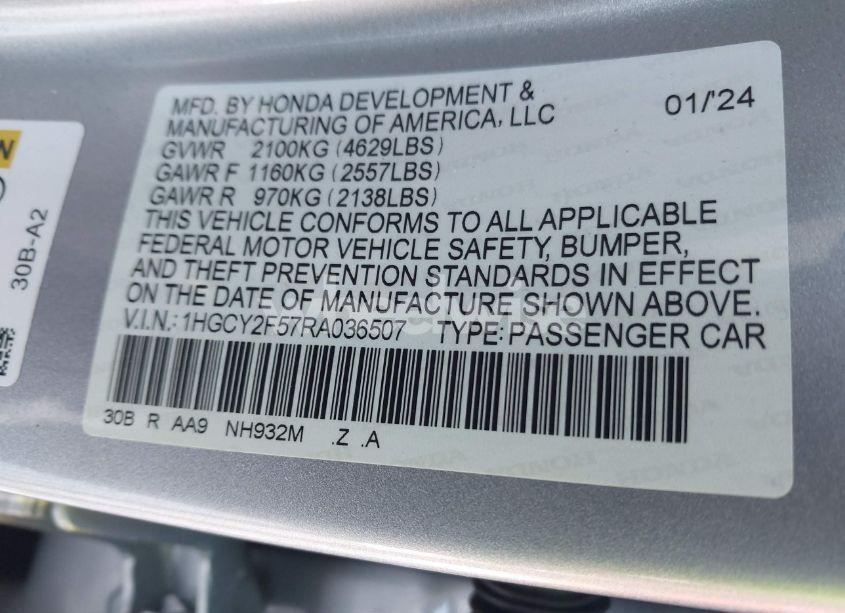 MFD. BY HONDA DEVELOPMENT &
MANUFACTURING OF AMERICA, LLC
01/'24
GVWR 2100KG (4629LBS)
GAWR F 1160KG (2557LBS)
GAWR R 970KG (2138LBS)
THIS VEHICLE CONFORMS TO ALL APPLICABLE
FEDERAL MOTOR VEHICLE SAFETY, BUMPER,
AND THEFT PREVENTION STANDARDS IN EFFECT
ON THE DATE OF MANUFACTURE SHOWN ABOVE.
V.I.N.: 1HGCY2F57RA036507 TYPE: PASSENGER CAR
30B R AA9 NH932M .Z .A
30B-A2
HONDA